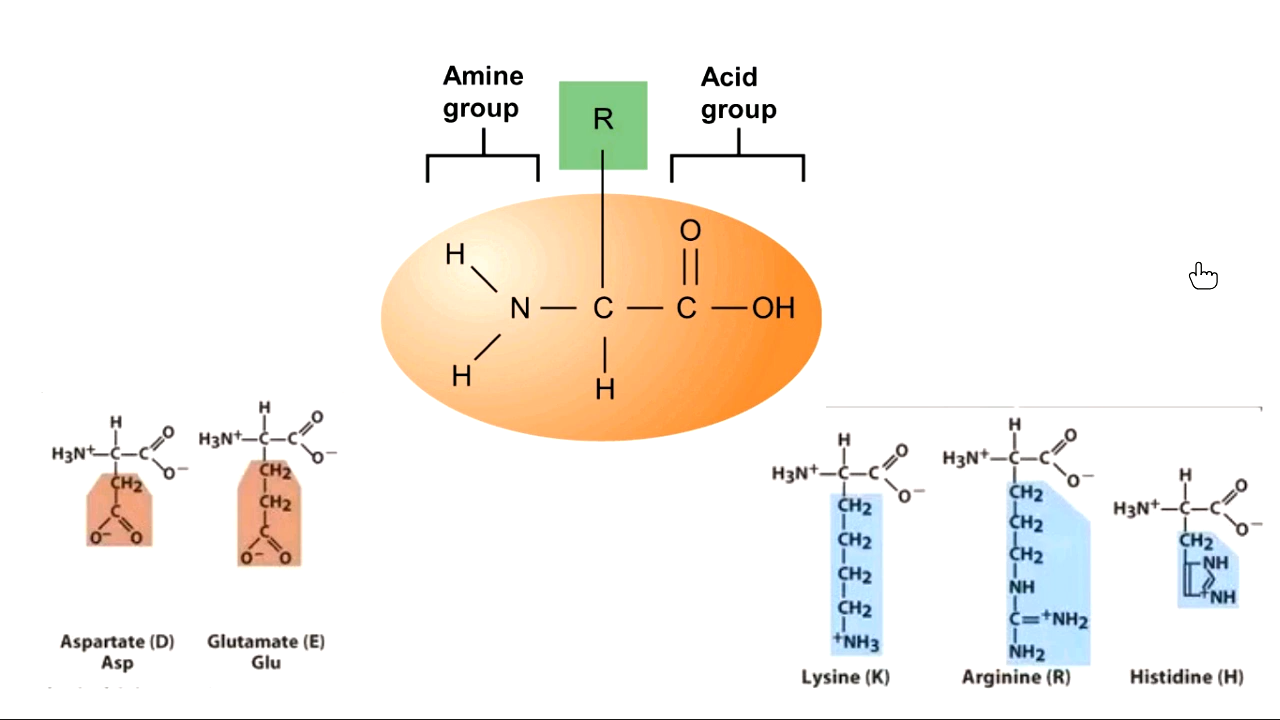 Amine
group
Acid
group
R
O
H
N
C
C
OH
H
H
H
H3N+
C
C
O
O−
CH2
C
O−
O
Aspartate (D)
Asp
H
H3N+
C
C
O
O−
CH2
CH2
C
O−
O
Glutamate (E)
Glu
H
H3N+
C
C
O
O−
CH2
CH2
CH2
CH2
+NH3
Lysine (K)
H
H3N+
C
C
O
O−
CH2
CH2
CH2
NH
C=+NH2
NH2
Arginine (R)
H
H3N+
C
C
O
O−
CH2
NH
+NH
Histidine (H)